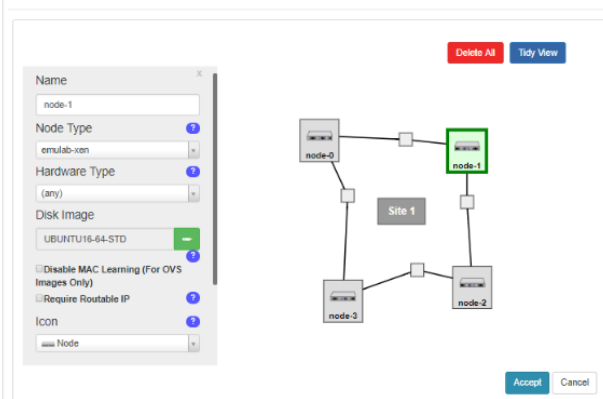 Delete All
Tidy View
x
Name
node-1
Node Type
?
emulab-xen
Hardware Type
?
(any)
Disk Image
UBUNTU16-64-STD
?
Disable MAC Learning (For OVS
Images Only)
Require Routable IP
?
Icon
?
Node
node-0
node-1
Site 1
node-3
node-2
Accept
Cancel